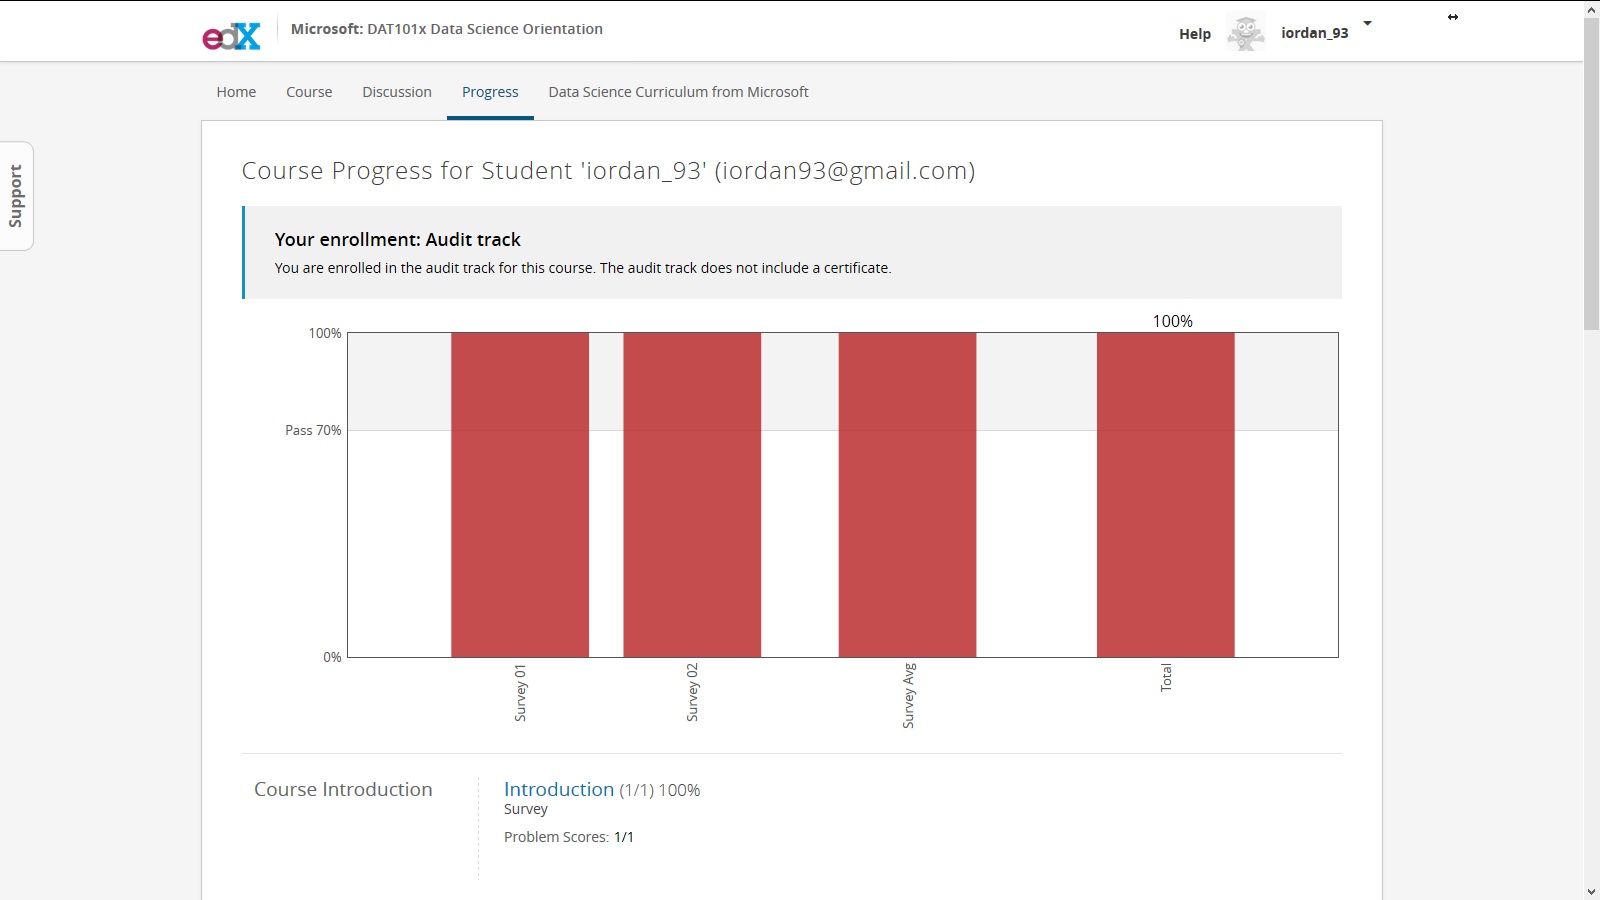 edX
Microsoft: DAT101x Data Science Orientation
Help
iordan_93
Home
Course
Discussion
Progress
Data Science Curriculum from Microsoft
Support
Course Progress for Student 'iordan_93' (iordan93@gmail.com)
Your enrollment: Audit track
You are enrolled in the audit track for this course. The audit track does not include a certificate.
100%
100%
Pass 70%
0%
Survey 01
Survey 02
Survey Avg
Total
Course Introduction
Introduction (1/1) 100%
Survey
Problem Scores: 1/1